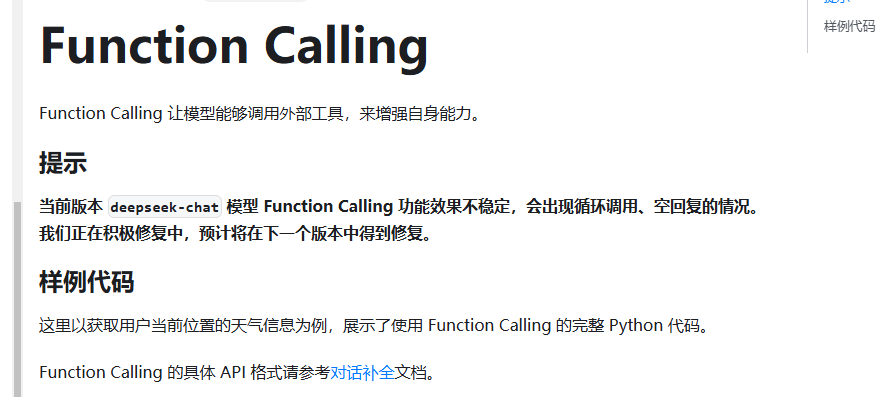 Function Calling
样例代码
Function Calling 让模型能够调用外部工具，来增强自身能力。
提示
当前版本 deepseek-chat 模型 Function Calling 功能效果不稳定，会出现循环调用、空回复的情况。
我们正在积极修复中，预计将在下一个版本中得到修复。
样例代码
这里以获取用户当前位置的天气信息为例，展示了使用 Function Calling 的完整 Python 代码。
Function Calling 的具体 API 格式请参考对话补全文档。